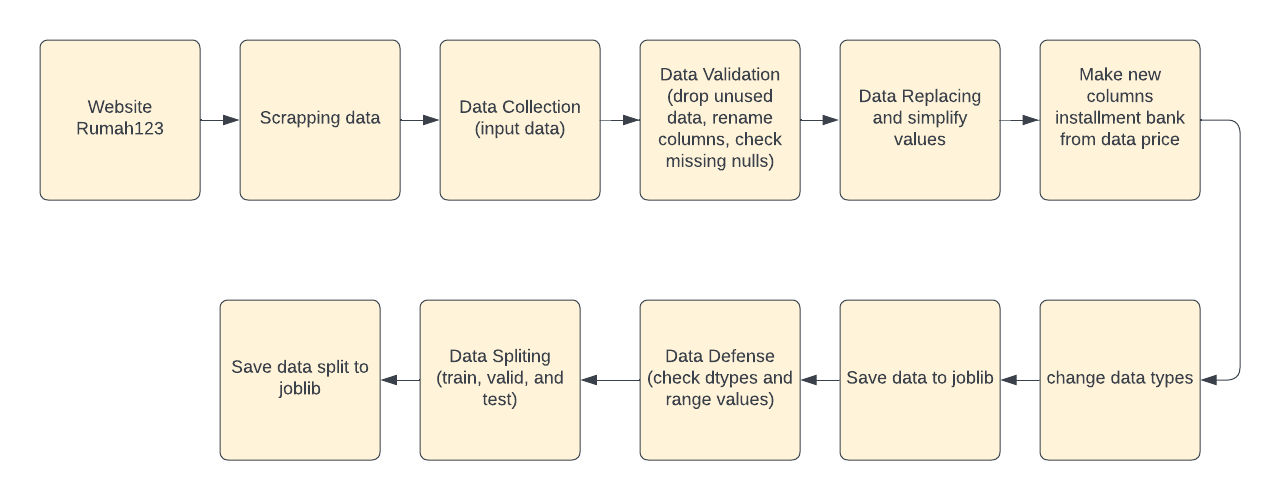 Website
Rumah123
Scrapping data
Data Collection
(input data)
Data Validation
(drop unused
data, rename
columns, check
missing nulls)
Data Replacing
and simplify
values
Make new
columns
installment bank
from data price
change data types
Save data to joblib
Data Defense
(check dtypes and
range values)
Data Spliting
(train, valid, and
test)
Save data split to
joblib